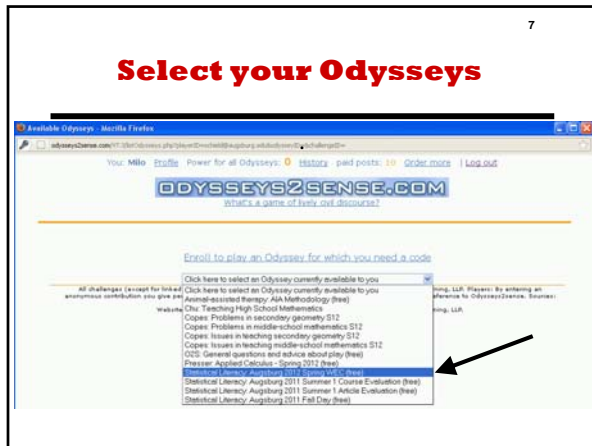 7
Select your Odysseys
Available Odysseys - Mozilla Firefox
You: Milo Profile Power for all Odysseys: 0 History paid posts: 10 Order more | Log out
ODYSSEYS2SENSE.COM
What's a game of lively civil discourse?
Enroll to play an Odyssey for which you need a code
Click here to select an Odyssey currently available to you
Click here to select an Odyssey currently available to you
Animal-assisted therapy: AIA Methodology (free)
Chu: Teaching High School Mathematics
Copes: Problems in secondary geometry S12
Copes: Problems in middle-school mathematics S12
Copes: Issues in teaching secondary geometry S12
Copes: Issues in teaching middle-school mathematics S12
O2S: General questions and advice about play (free)
Presser: Applied Calculus - Spring 2012 (free)
Statistical Literacy: Augsburg 2012 Spring WEC (free)
Statistical Literacy: Augsburg 2011 Summer 1 Course Evaluation (free)
Statistical Literacy: Augsburg 2011 Summer 1 Article Evaluation (free)
Statistical Literacy: Augsburg 2011 Fall Day (free)
All challenges (except for linked
ning, LLP. Players: By entering an
anonymous contribution you give
eference to Odysseys2sense. Sources:
Website
ning, LLP.